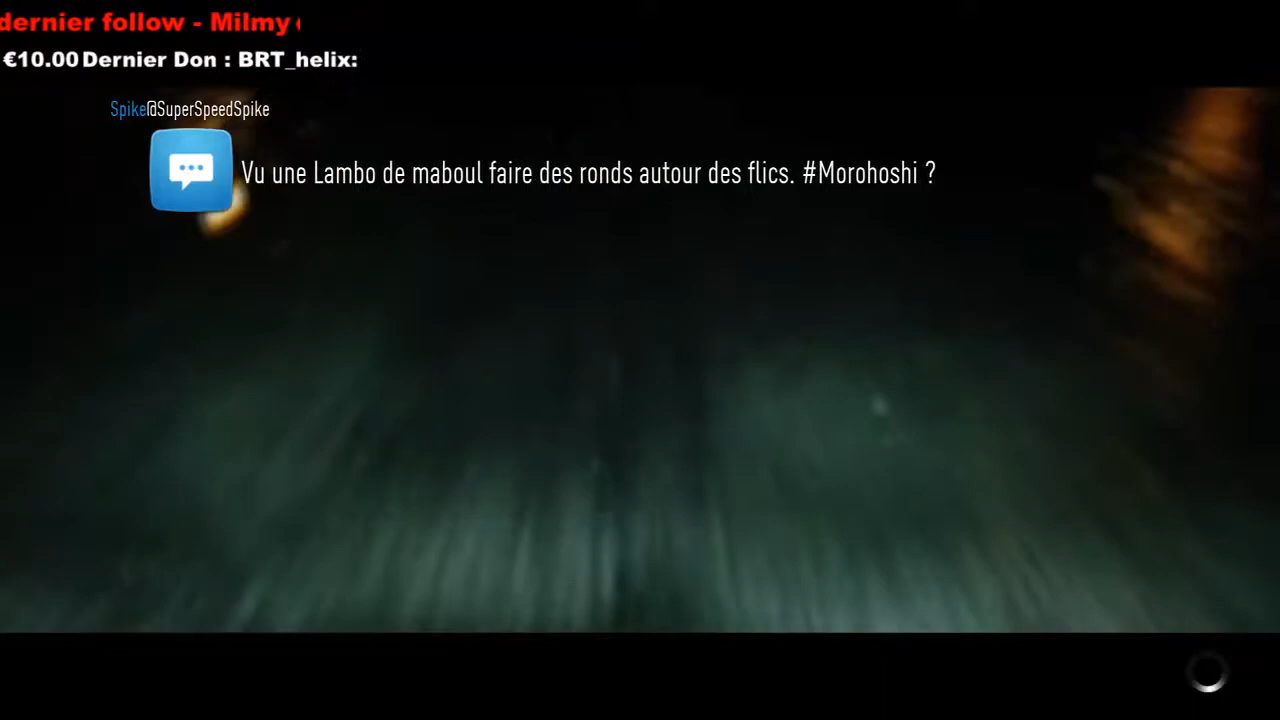 dernier follow - Milmy
€10.00 Dernier Don : BRT_helix:
Spike@SuperSpeedSpike
Vu une Lambo de maboul faire des ronds autour des flics. #Morohoshi ?